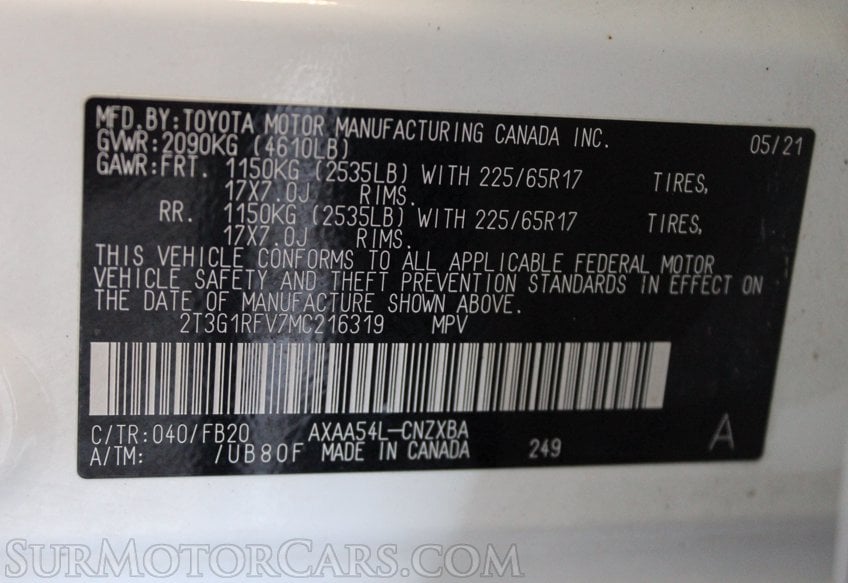 MFD.BY:TOYOTA MOTOR MANUFACTURING CANADA INC. 05/21
GVWR:2090KG (4610LB)
GAWR:FRT. 1150KG (2535LB) WITH 225/65R17 TIRES,
17X7.0J RIMS.
RR. 1150KG (2535LB) WITH 225/65R17 TIRES,
17X7.0J RIMS.
THIS VEHICLE CONFORMS TO ALL APPLICABLE FEDERAL MOTOR
VEHICLE SAFETY AND THEFT PREVENTION STANDARDS IN EFFECT ON
THE DATE OF MANUFACTURE SHOWN ABOVE.
2T3G1RFV7MC216319 MPV
C/TR:040/FB20 AXAA54L-CNZXBA A
A/TM: /UB80F MADE IN CANADA 249
SURMOTORCARS.COM